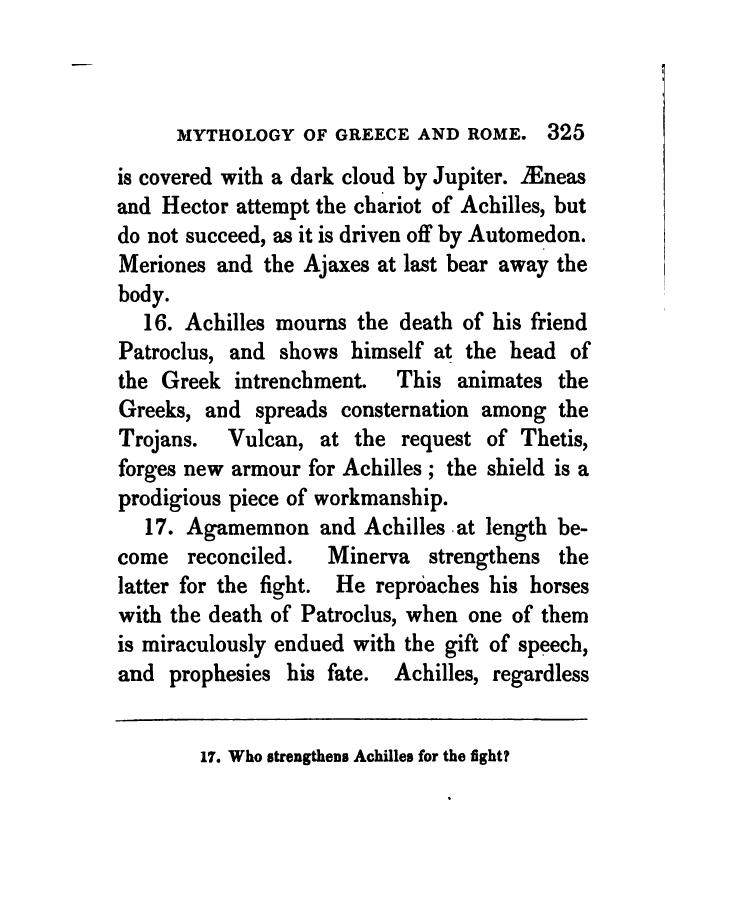 MYTHOLOGY OF GREECE AND ROME. 325
is covered with a dark cloud by Jupiter. Æneas
and Hector attempt the chariot of Achilles, but
do not succeed, as it is driven off by Automedon.
Meriones and the Ajaxes at last bear away the
body.
16. Achilles mourns the death of his friend
Patroclus, and shows himself at the head of
the Greek intrenchment. This animates the
Greeks, and spreads consternation among the
Trojans. Vulcan, at the request of Thetis,
forges new armour for Achilles ; the shield is a
prodigious piece of workmanship.
17. Agamemnon and Achilles at length be-
come reconciled. Minerva strengthens the
latter for the fight. He reproaches his horses
with the death of Patroclus, when one of them
is miraculously endued with the gift of speech,
and prophesies his fate. Achilles, regardless
17. Who strengthens Achilles for the fight?